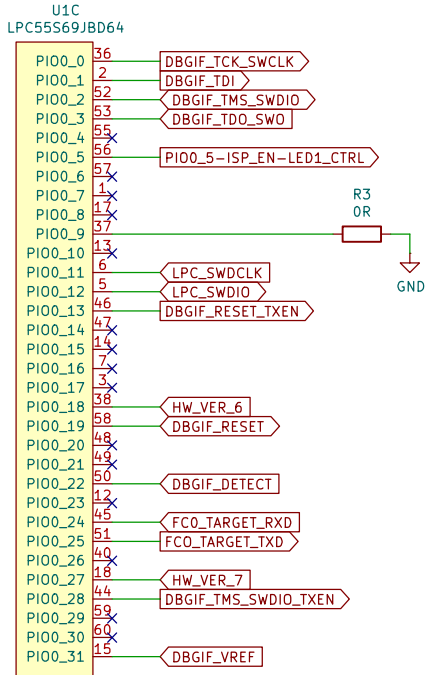 U1C
LPC55S69JBD64
PIO0_0 36 DBGIF_TCK_SWCLK
PIO0_1 2 DBGIF_TDI
PIO0_2 52 DBGIF_TMS_SWDIO
PIO0_3 53 DBGIF_TDO_SWO
PIO0_4 55
PIO0_5 56 PIO0_5-ISP_EN-LED1_CTRL
PIO0_6 57
PIO0_7 1
PIO0_8 17
R3
0R
PIO0_9 37
PIO0_10 13
GND
PIO0_11 6 LPC_SWDCLK
PIO0_12 5 LPC_SWDIO
PIO0_13 46 DBGIF_RESET_TXEN
PIO0_14 47
PIO0_15 14
PIO0_16 7
PIO0_17 3
PIO0_18 38 HW_VER_6
PIO0_19 58 DBGIF_RESET
PIO0_20 48
PIO0_21 49
PIO0_22 50 DBGIF_DETECT
PIO0_23 12
PIO0_24 45 FC0_TARGET_RXD
PIO0_25 51 FC0_TARGET_TXD
PIO0_26 40
PIO0_27 18 HW_VER_7
PIO0_28 44 DBGIF_TMS_SWDIO_TXEN
PIO0_29 59
PIO0_30 60
PIO0_31 15 DBGIF_VREF